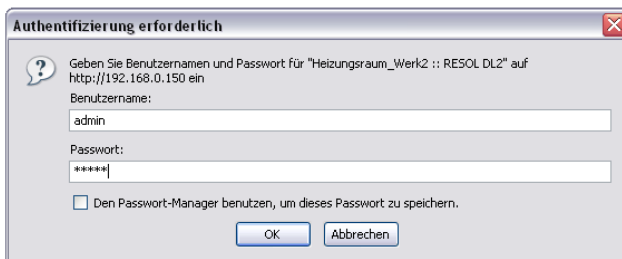 Authentifizierung erforderlich
Geben Sie Benutzernamen und Passwort für "Heizungsraum_Werk2 :: RESOL DL2" auf
http://192.168.0.150 ein
Benutzername:
admin
Passwort:
*****
Den Passwort-Manager benutzen, um dieses Passwort zu speichern.
OK
Abbrechen